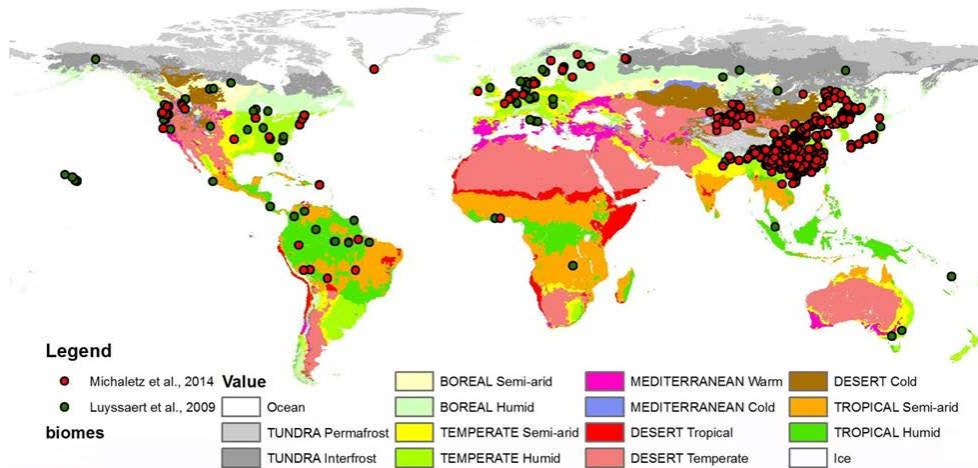 Legend
Michaletz et al., 2014
Luyssaert et al., 2009
biomes
Value
Ocean
TUNDRA Permafrost
TUNDRA Interfrost
BOREAL Semi-arid
BOREAL Humid
TEMPERATE Semi-arid
TEMPERATE Humid
MEDITERRANEAN Warm
MEDITERRANEAN Cold
DESERT Tropical
DESERT Temperate
DESERT Cold
TROPICAL Semi-arid
TROPICAL Humid
Ice